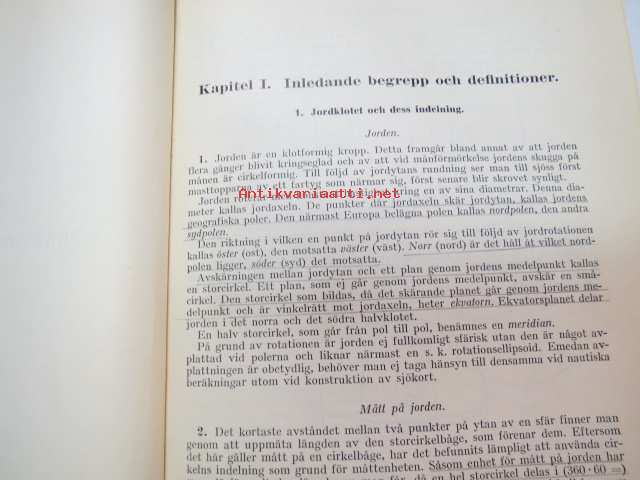 Kapitel I. Inledande begrepp och definitioner.
1. Jordklotet och dess indelning.
Jorden.
1. Jorden är en klotformig kropp. Detta framgår bland annat av att jorden
flera gånger blivit kringseglad och av att vid månförmörkelse jordens skugga på
månen är cirkelformig. Till följd av jordytans rundning ser man till sjöss först
masttopparna av ett fartyg som närmar sig, först senare blir skrovet synligt.
Antikvariaatti.net
Jorden roterar kring en av sina diametrar. Denna dia-
meter kallas jordaxeln. De punkter där jordaxeln skär jordytan, kallas jordens
geografiska poler. Den närmast Europa belägna polen kallas nordpolen, den andra
sydpolen.
Den riktning i vilken en punkt på jordytan rör sig till följd av jordrotationen
kallas öster (ost), den motsatta väster (väst). Norr (nord) är det håll åt vilket nord-
polen ligger, söder (syd) det motsatta.
Avskärningen mellan jordytan och ett plan genom jordens medelpunkt kallas
en storcirkel. Ett plan, som ej går genom jordens medelpunkt, avskär en små-
cirkel. Den storcirkel som bildas, då det skärande planet går genom jordens me-
delpunkt och är vinkelrätt mot jordaxeln, heter ekvatorn. Ekvatorsplanet delar
jorden i det norra och det södra halvklotet.
En halv storcirkel, som går från pol till pol, benämnes en meridian.
På grund av rotationen är jorden ej fullkomligt sfärisk utan den är något av-
plattad vid polerna och liknar närmast en s. k. rotationsellipsoid. Emedan av-
plattningen är obetydlig, behöver man ej taga hänsyn till densamma vid nautiska
beräkningar utom vid konstruktion av sjökort.
Mått på jorden.
2. Det kortaste avståndet mellan två punkter på ytan av en sfär finner man
genom att uppmäta längden av den storcirkelbåge, som förenar dem. Eftersom
det här gäller mått på en cirkelbåge, har det befunnits lämpligt att använda cir-
kelns indelning som grund för måttenheten. Såsom enhet för mått på jorden har
en storcirkel delas i (360 · 60 =)